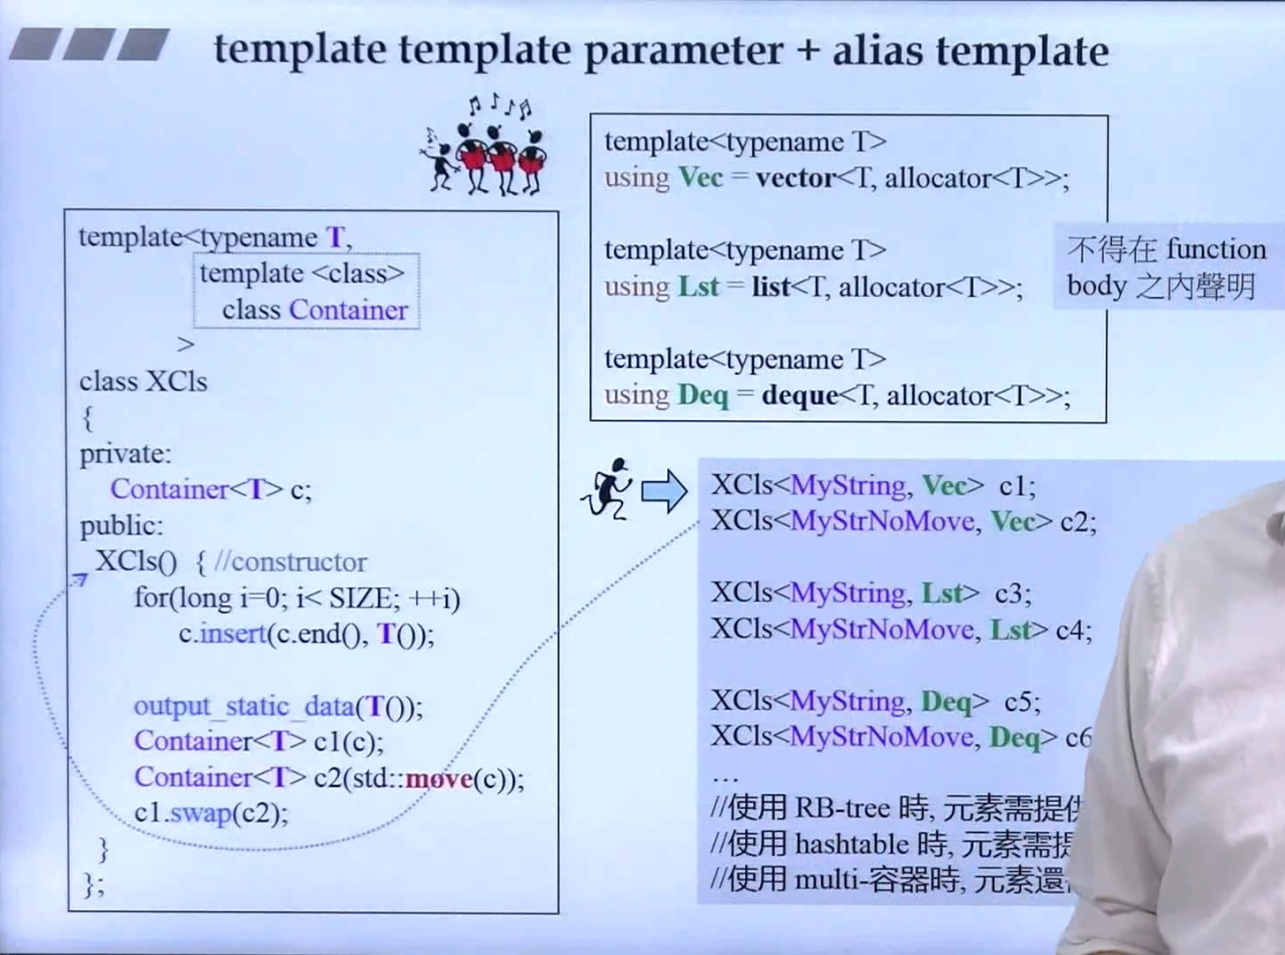 template template parameter + alias template
template<typename T,
template <class>
class Container
>
class XCls
{
private:
Container<T> c;
public:
XCls() { //constructor
for(long i=0; i< SIZE; ++i)
c.insert(c.end(), T());
output_static_data(T());
Container<T> c1(c);
Container<T> c2(std::move(c));
c1.swap(c2);
}
};
template<typename T>
using Vec = vector<T, allocator<T>>;
template<typename T>
using Lst = list<T, allocator<T>>;
template<typename T>
using Deq = deque<T, allocator<T>>;
不得在 function
body 之內聲明
XCls<MyString, Vec> c1;
XCls<MyStrNoMove, Vec> c2;
XCls<MyString, Lst> c3;
XCls<MyStrNoMove, Lst> c4;
XCls<MyString, Deq> c5;
XCls<MyStrNoMove, Deq> c6
...
//使用 RB-tree 時, 元素需提供
//使用 hashtable 時, 元素需提
//使用 multi-容器時, 元素還